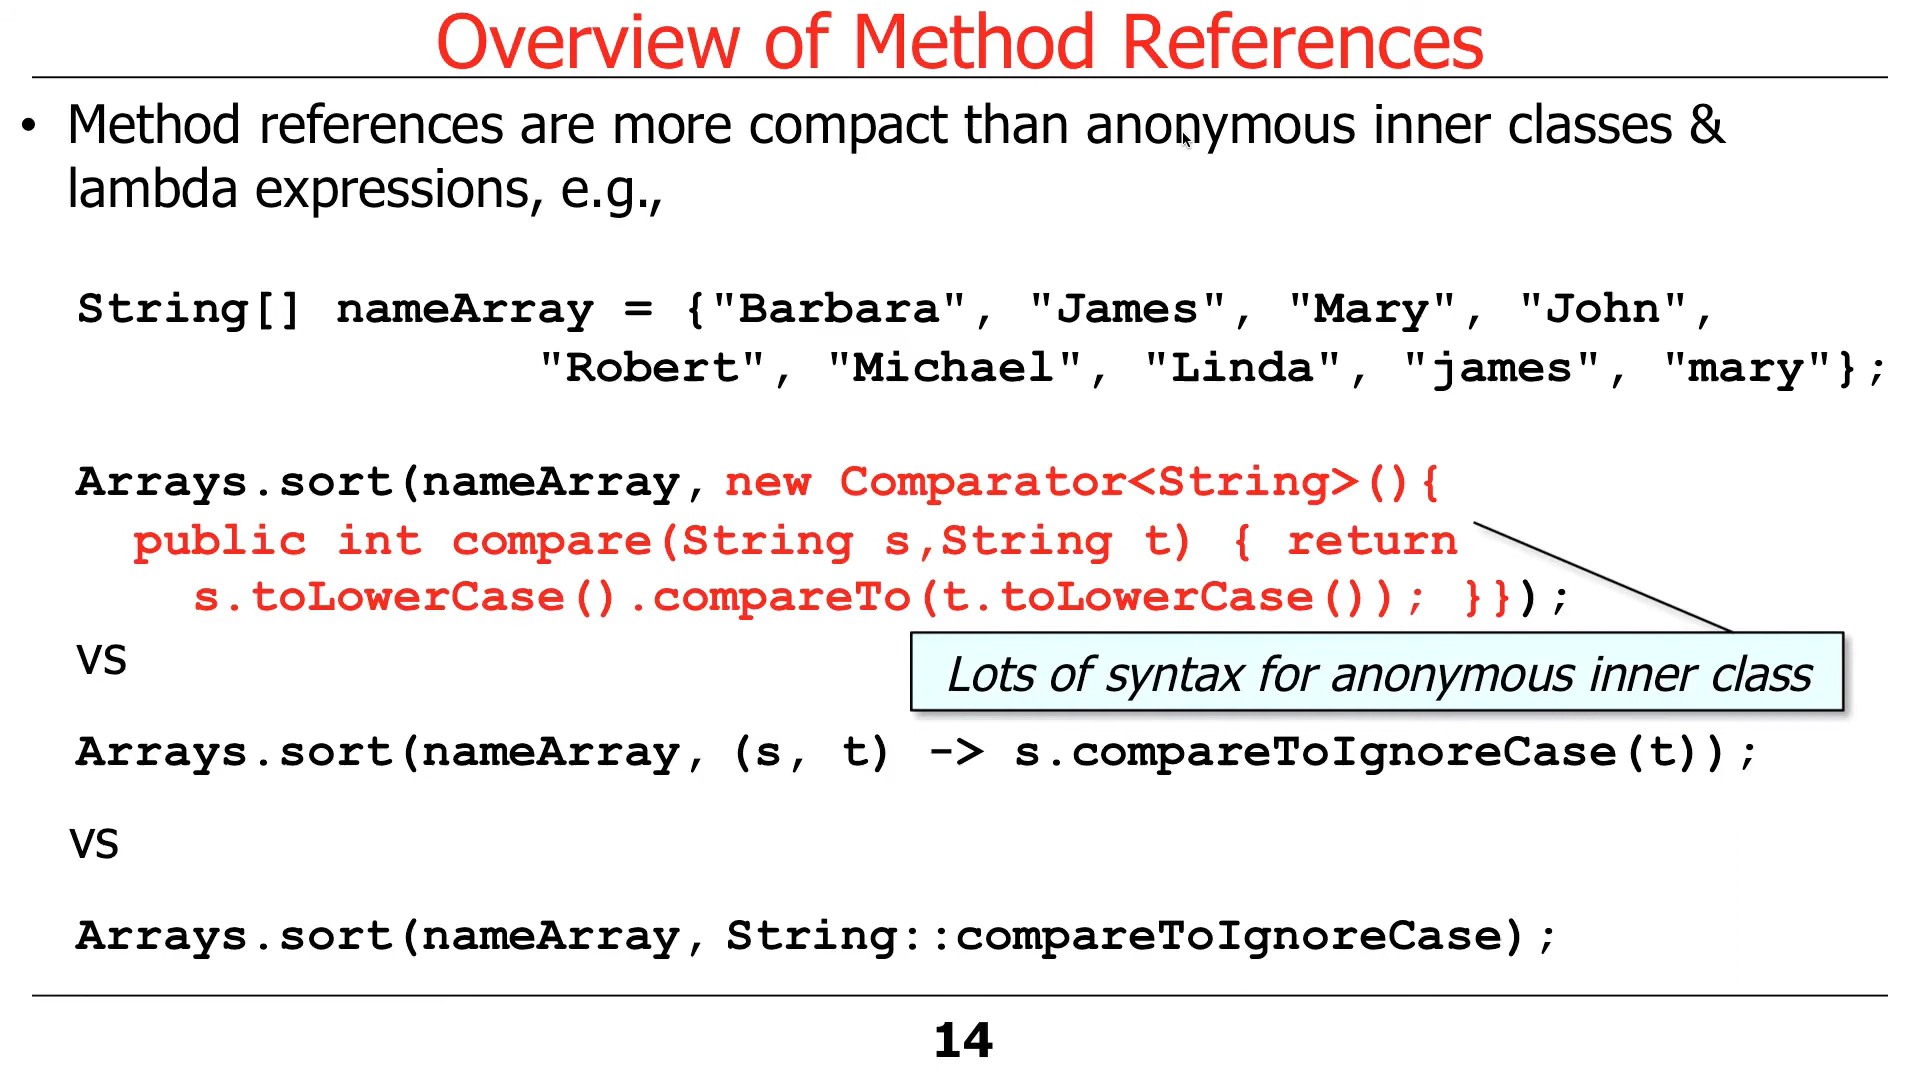 Overview of Method References
• Method references are more compact than anonymous inner classes &
lambda expressions, e.g.,
String[] nameArray = {"Barbara", "James", "Mary", "John",
"Robert", "Michael", "Linda", "james", "mary"};
Arrays.sort(nameArray, new Comparator<String>(){
public int compare(String s,String t) { return
s.toLowerCase().compareTo(t.toLowerCase()); }});
vs
Lots of syntax for anonymous inner class
Arrays.sort(nameArray, (s, t) -> s.compareToIgnoreCase(t));
vs
Arrays.sort(nameArray, String::compareToIgnoreCase);
14